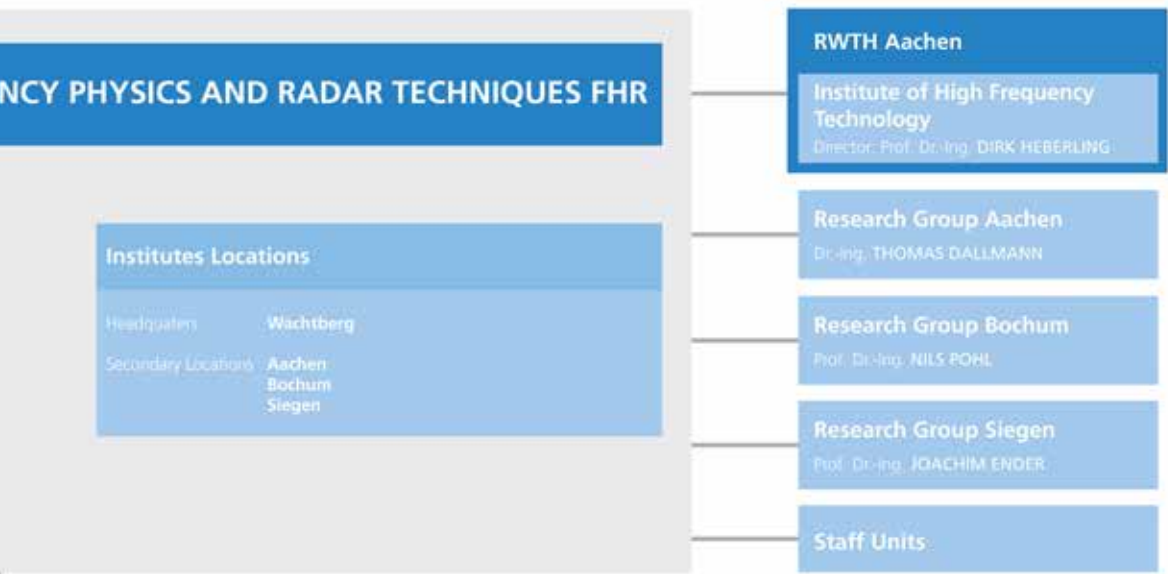 NCY PHYSICS AND RADAR TECHNIQUES FHR
Institutes Locations
Headquaters Wachtberg
Secondary Locations Aachen
Bochum
Siegen
RWTH Aachen
Institute of High Frequency
Technology
Director: Prof. Dr.-Ing. DIRK HEBERLING
Research Group Aachen
Dr.-Ing. THOMAS DALLMANN
Research Group Bochum
Prof. Dr.-Ing. NILS POHL
Research Group Siegen
Prof. Dr.-Ing. JOACHIM ENDER
Staff Units